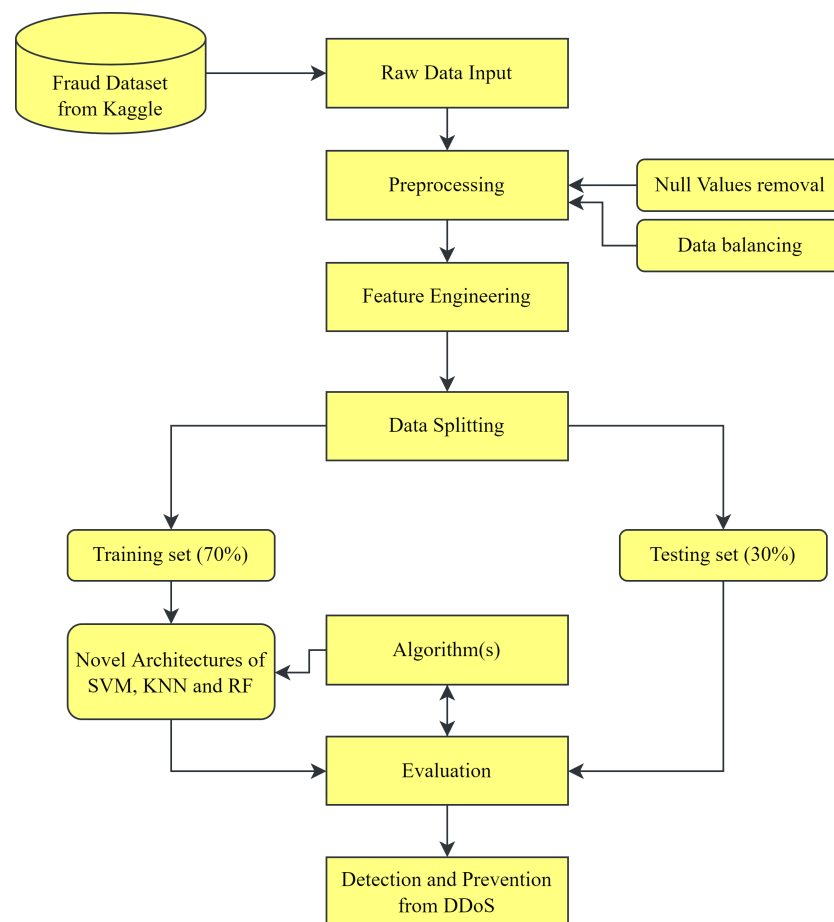 Fraud Dataset
from Kaggle
Raw Data Input
Preprocessing
Null Values removal
Data balancing
Feature Engineering
Data Splitting
Training set (70%)
Testing set (30%)
Novel Architectures of
SVM, KNN and RF
Algorithm(s)
Evaluation
Detection and Prevention
from DDoS